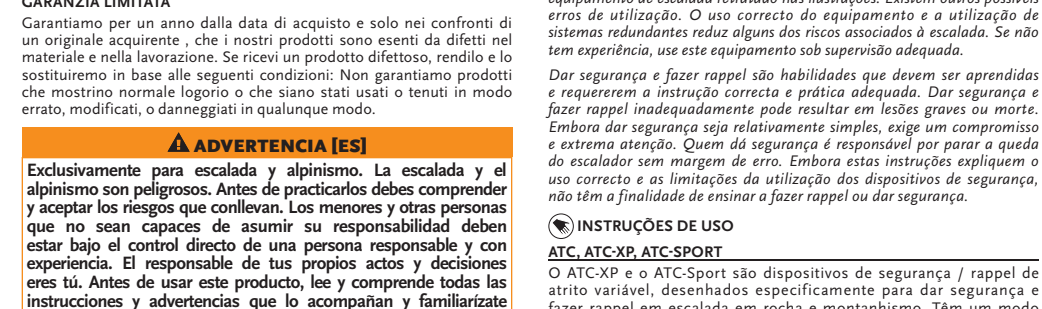 GARANZIA LIMITATA
Garantiamo per un anno dalla data di acquisto e solo nei confronti di
un originale acquirente , che i nostri prodotti sono esenti da difetti nel
materiale e nella lavorazione. Se ricevi un prodotto difettoso, rendilo e lo
sostituiremo in base alle seguenti condizioni: Non garantiamo prodotti
che mostrino normale logorio o che siano stati usati o tenuti in modo
errato, modificati, o danneggiati in qualunque modo.
ADVERTENCIA [ES]
Exclusivamente para escalada y alpinismo. La escalada y el
alpinismo son peligrosos. Antes de practicarlos debes comprender
y aceptar los riesgos que conllevan. Los menores y otras personas
que no sean capaces de asumir su responsabilidad deben
estar bajo el control directo de una persona responsable y con
experiencia. El responsable de tus propios actos y decisiones
eres tú. Antes de usar este producto, lee y comprende todas las
instrucciones y advertencias que lo acompañan y familiarízate
equipamento de escalada retratado nas ilustrações. Existem outros possíveis
erros de utilização. O uso correcto do equipamento e a utilização de
sistemas redundantes reduz alguns dos riscos associados à escalada. Se não
tem experiência, use este equipamento sob supervisão adequada.
Dar segurança e fazer rappel são habilidades que devem ser aprendidas
e requererem a instrução correcta e prática adequada. Dar segurança e
fazer rappel inadequadamente pode resultar em lesões graves ou morte.
Embora dar segurança seja relativamente simples, exige um compromisso
e extrema atenção. Quem dá segurança é responsável por parar a queda
do escalador sem margem de erro. Embora estas instruções expliquem o
uso correcto e as limitações da utilização dos dispositivos de segurança,
não têm a finalidade de ensinar a fazer rappel ou dar segurança.
INSTRUÇÕES DE USO
ATC, ATC-XP, ATC-SPORT
O ATC-XP e o ATC-Sport são dispositivos de segurança / rappel de
atrito variável, desenhados especificamente para dar segurança e
fazer rappel em escalada em rocha e montanhismo. Têm um modo